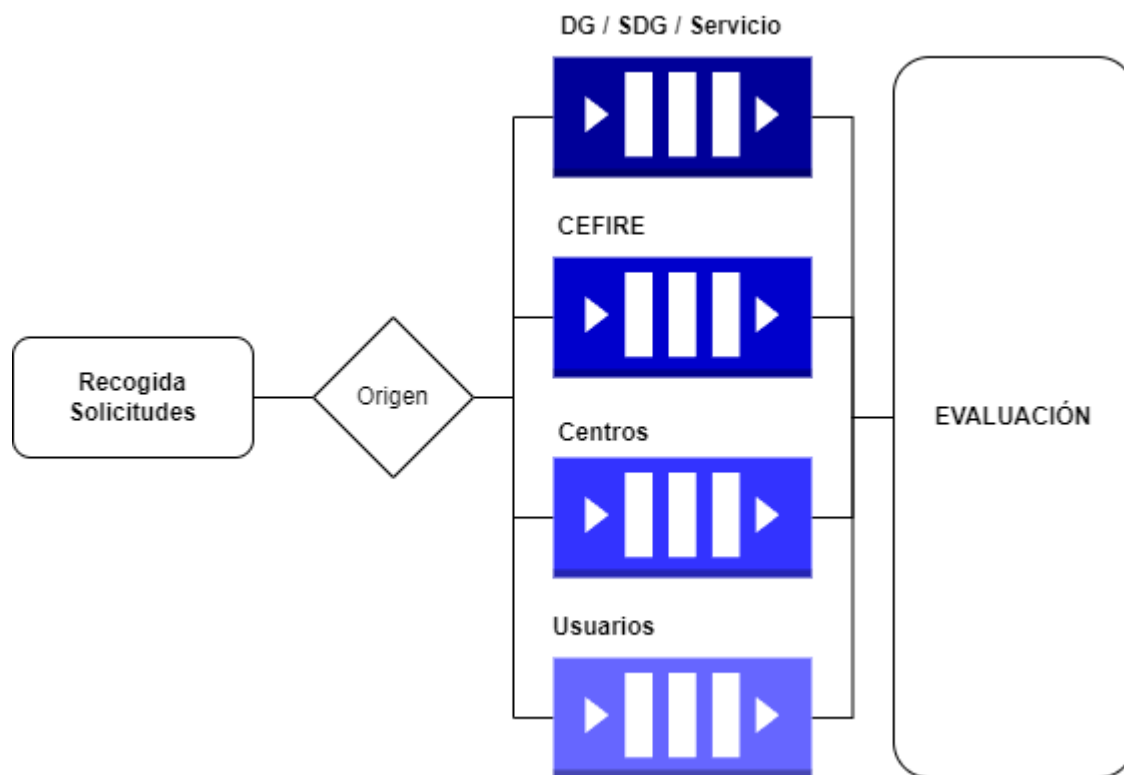 DG / SDG / Servicio
CEFIRE
Recogida
Solicitudes
Origen
Centros
EVALUACIÓN
Usuarios